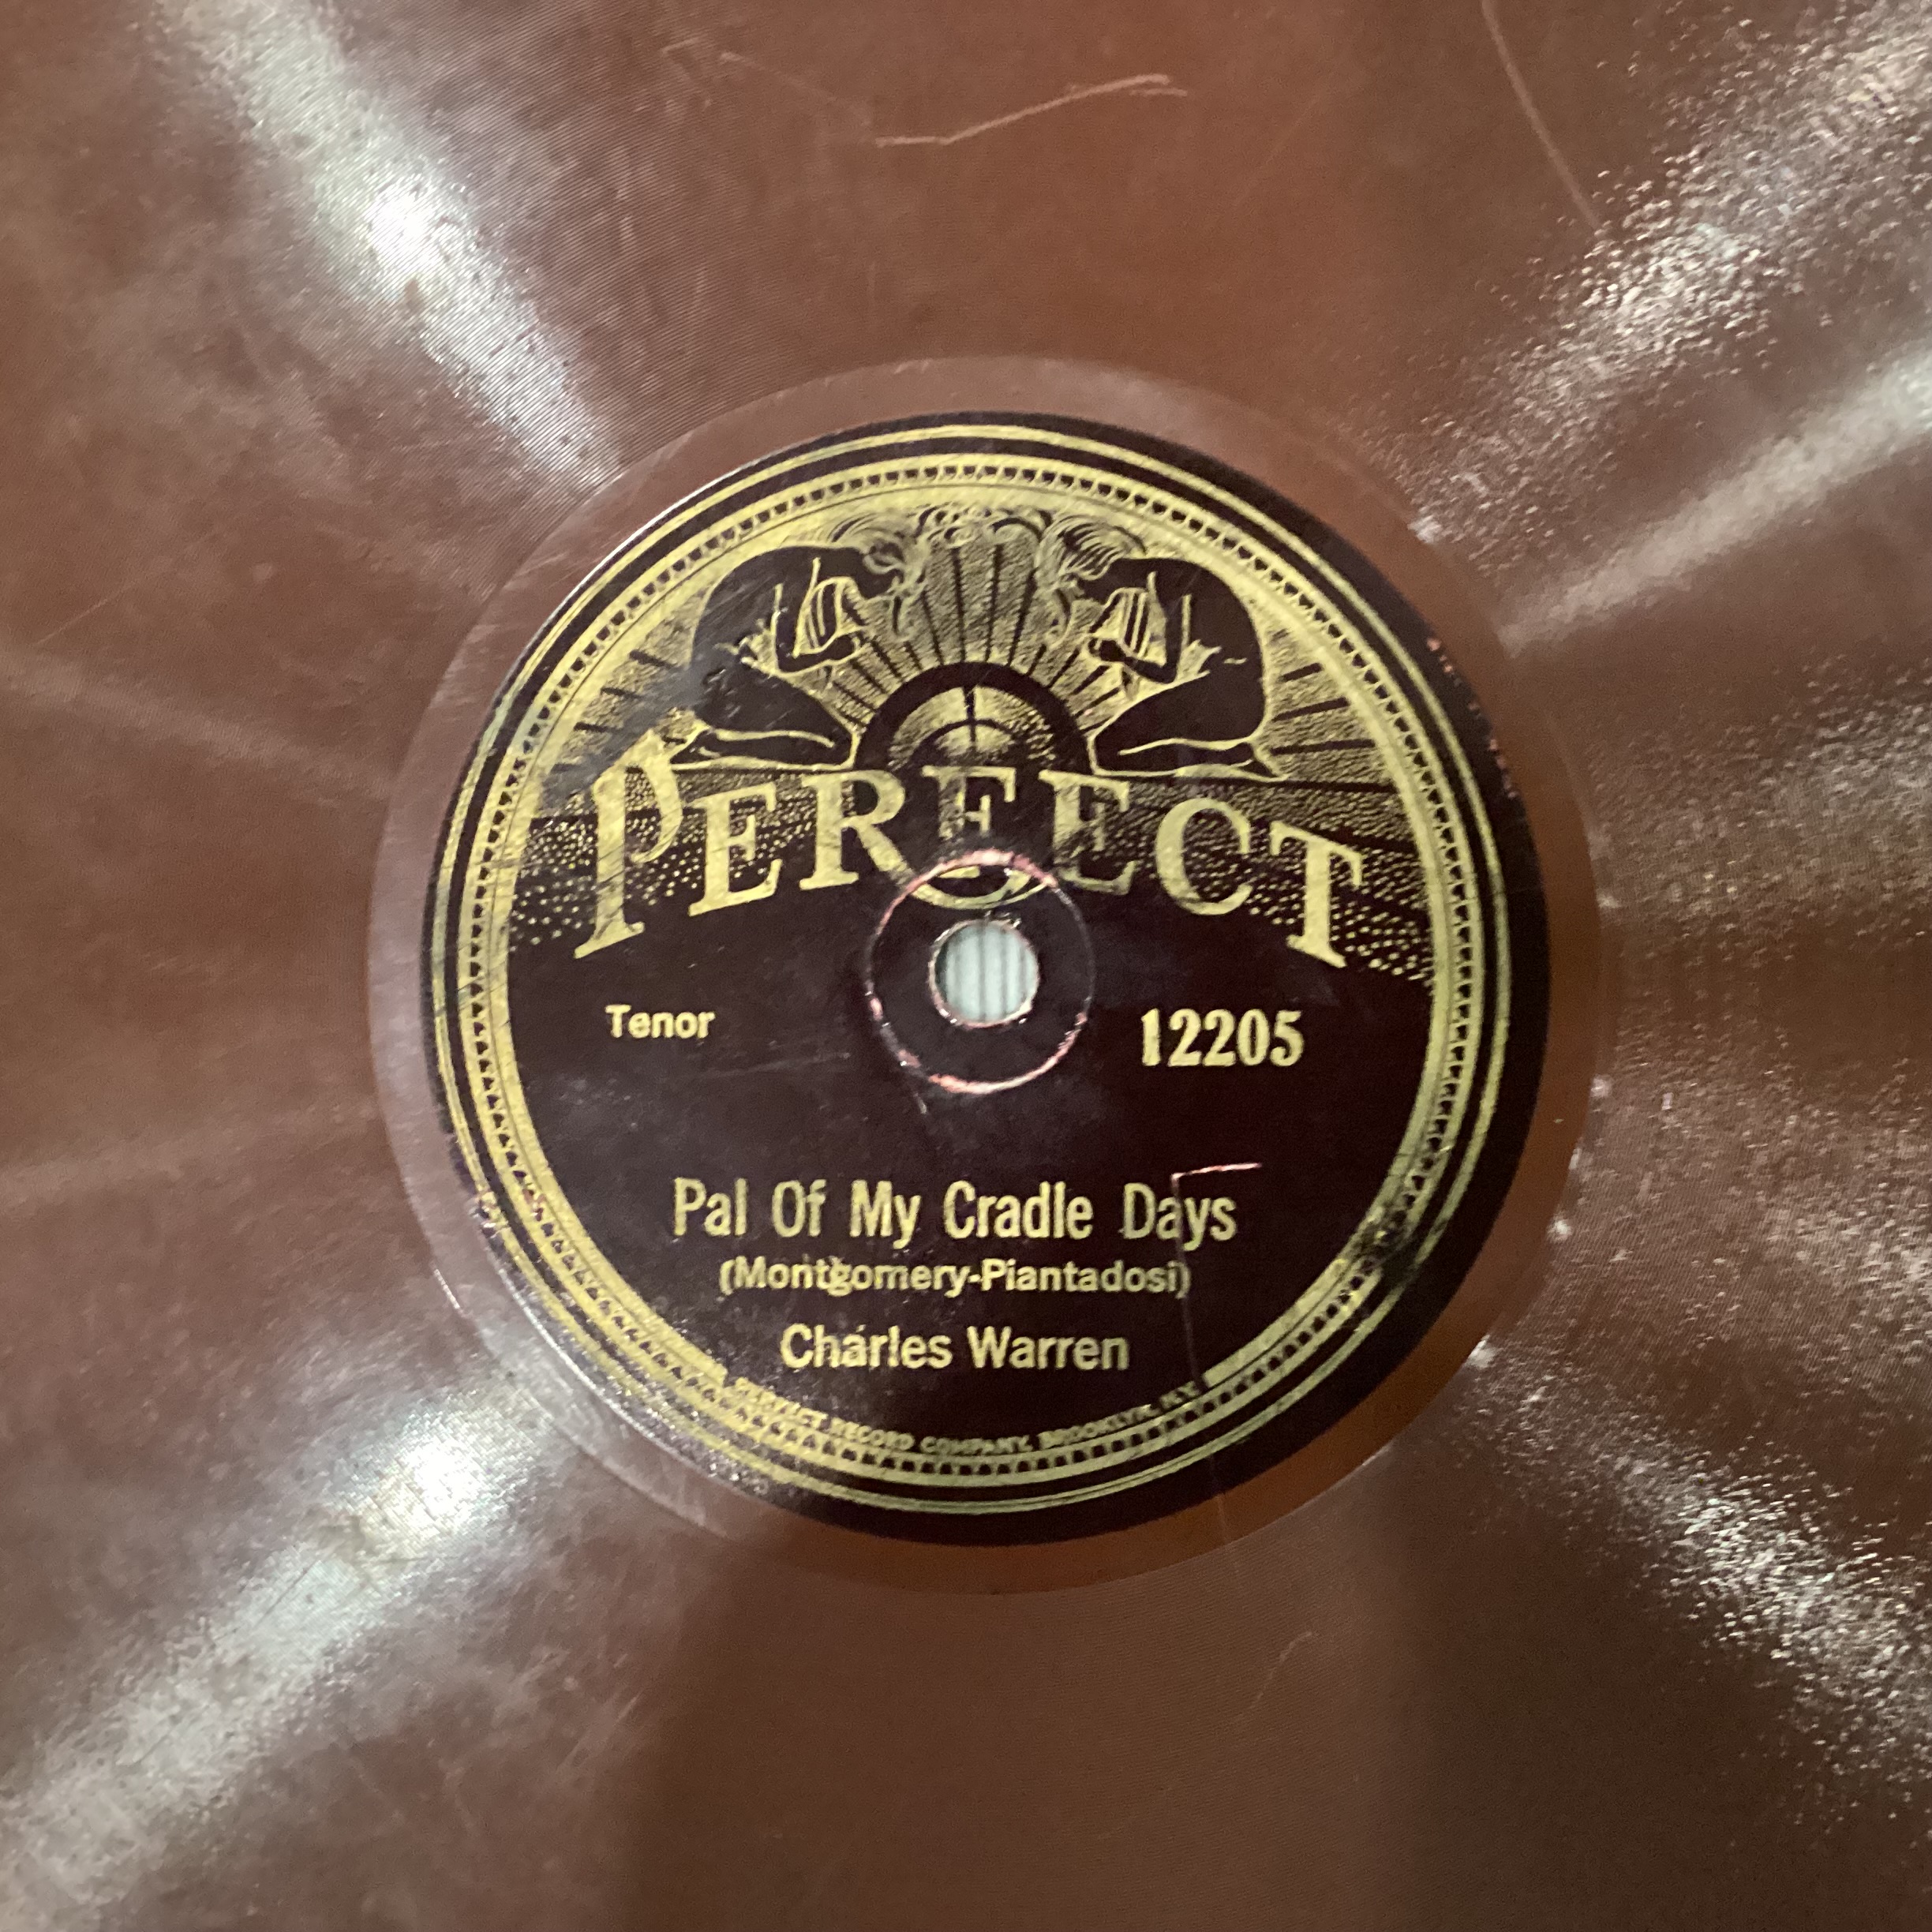 PERFECT
Tenor
12205
Pal Of My Cradle Days
(Montgomery-Piantadosi)
Charles Warren
PERFECT RECORD COMPANY, BROOKLYN, N.Y.